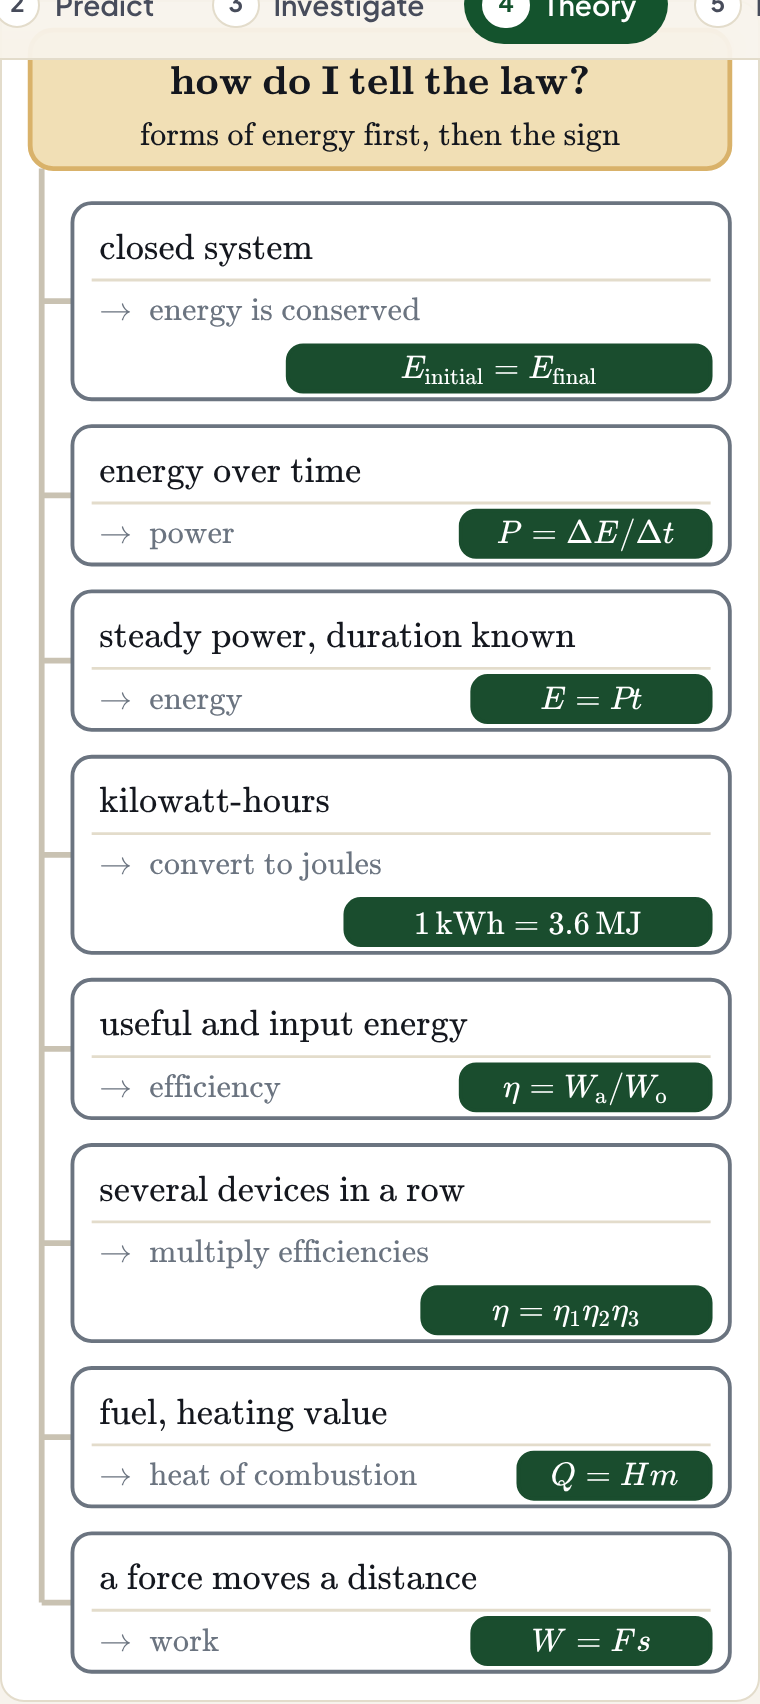 2 Predict 3 Investigate 4 Theory 5
how do I tell the law?
forms of energy first, then the sign
closed system
→ energy is conserved
E_initial = E_final
energy over time
→ power P = ΔE/Δt
steady power, duration known
→ energy E = Pt
kilowatt-hours
→ convert to joules
1 kWh = 3.6 MJ
useful and input energy
→ efficiency η = W_a/W_o
several devices in a row
→ multiply efficiencies
η = η₁η₂η₃
fuel, heating value
→ heat of combustion Q = Hm
a force moves a distance
→ work W = Fs